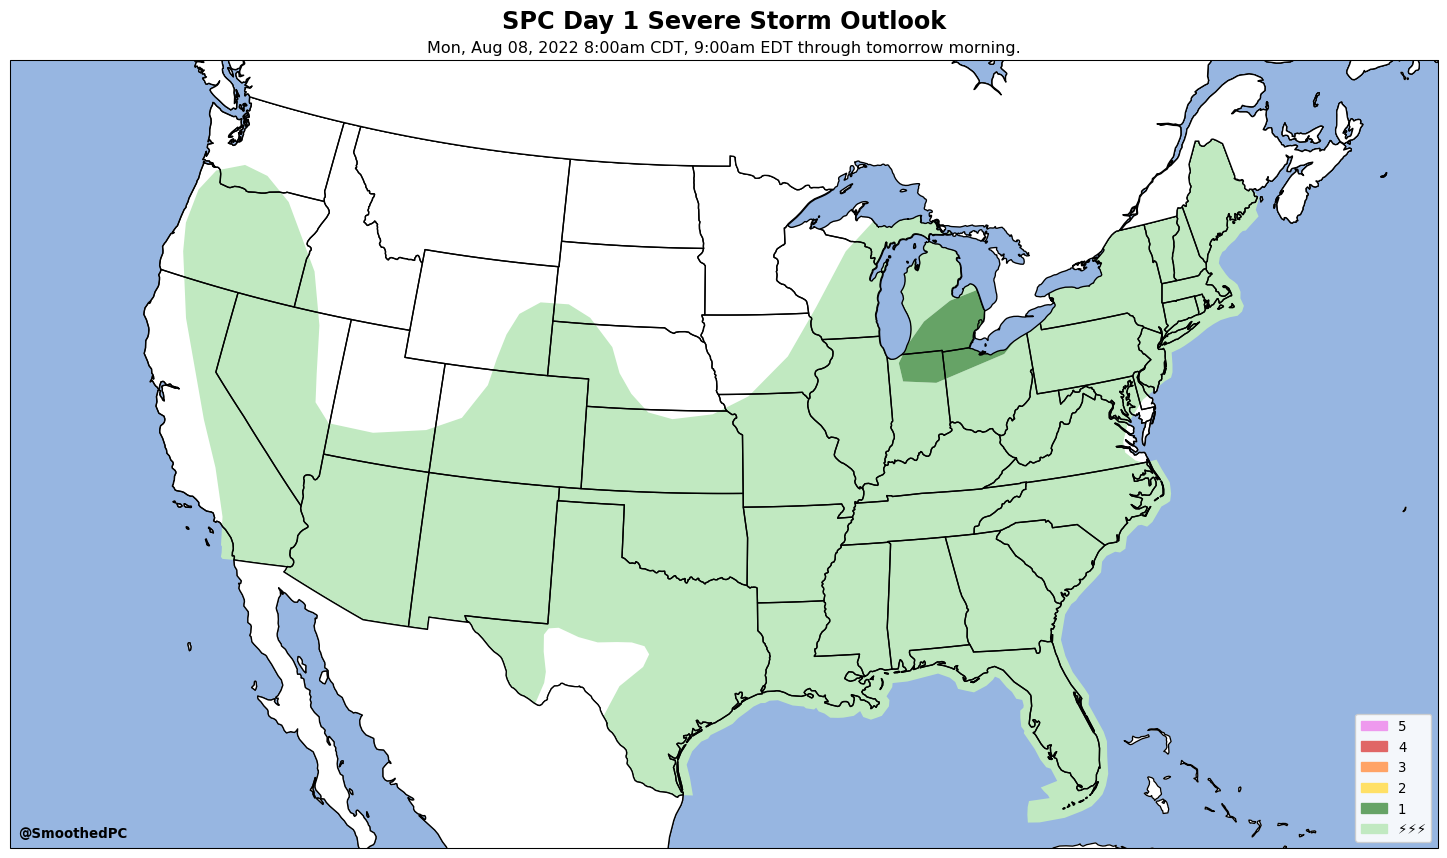 SPC Day 1 Severe Storm Outlook
Mon, Aug 08, 2022 8:00am CDT, 9:00am EDT through tomorrow morning.
5
4
3
2
1
⚡⚡⚡
@SmoothedPC